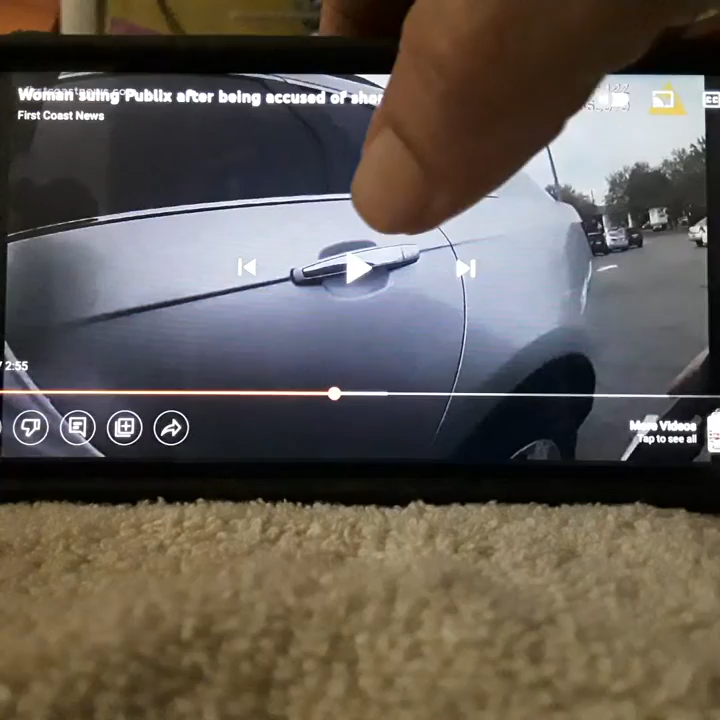 Woman suing Publix after being accused of
First Coast News
/ 2:55
More Videos
Tap to see all